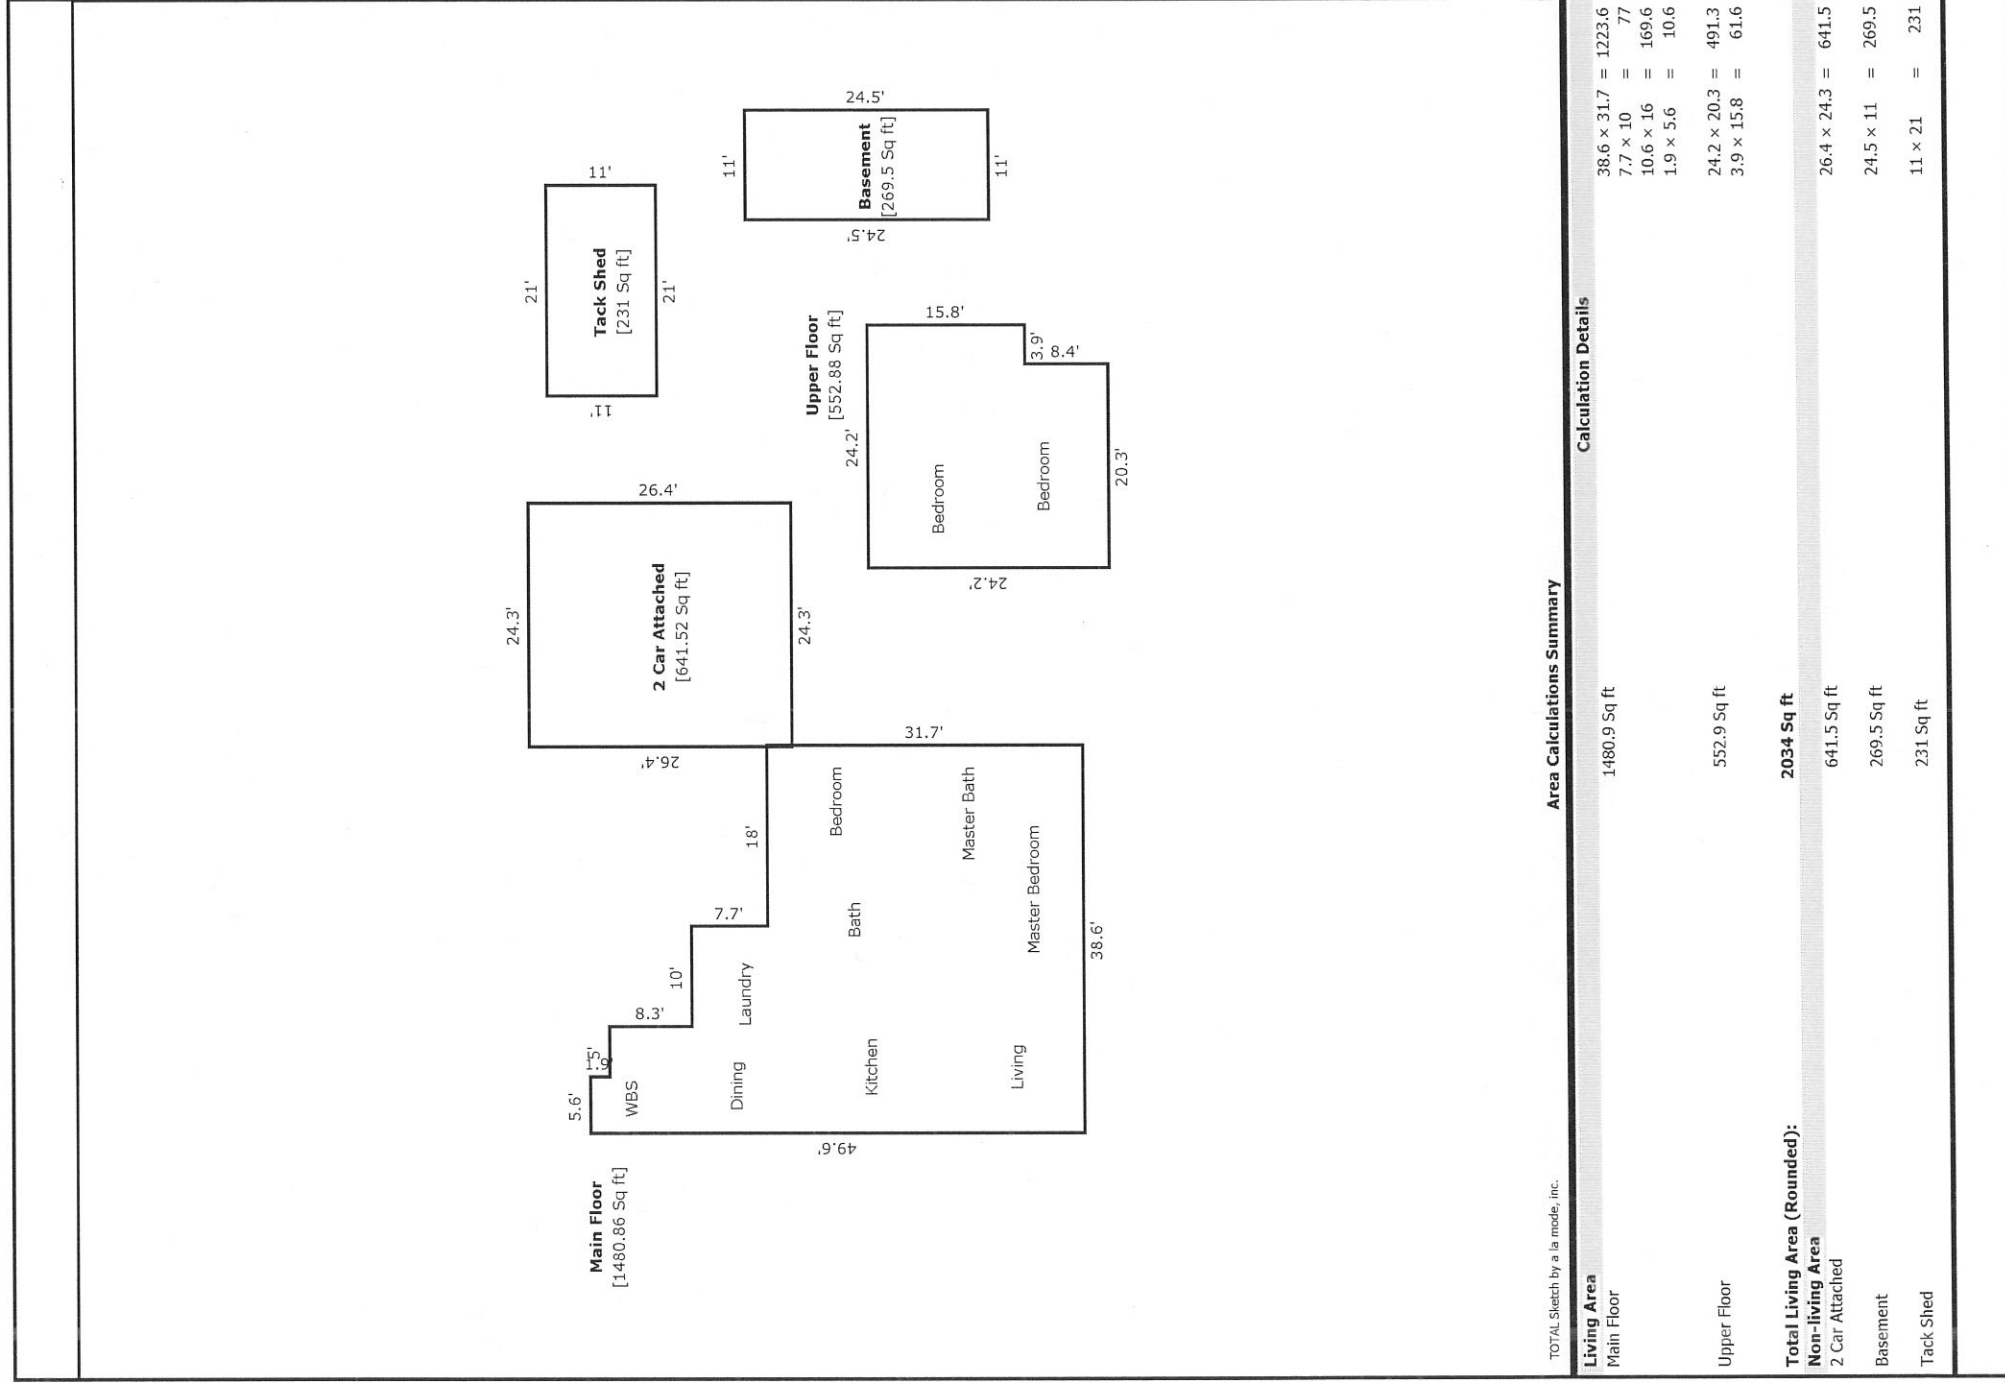 Main Floor
[1480.86 Sq ft]
5.6'
1.9'
5'
8.3'
10'
7.7'
18'
31.7'
38.6'
49.6'
WBS
Dining
Laundry
Kitchen
Living
Bath
Bedroom
Master Bath
Master Bedroom
24.3'
26.4'
2 Car Attached
[641.52 Sq ft]
26.4'
24.3'
21'
11'
Tack Shed
[231 Sq ft]
11'
21'
Upper Floor
[552.88 Sq ft]
24.2'
15.8'
3.9'
8.4'
20.3'
24.2'
Bedroom
Bedroom
11'
24.5'
Basement
[269.5 Sq ft]
24.5'
11'
TOTAL Sketch by a la mode, inc.
Area Calculations Summary
Living Area
Calculation Details
Main Floor 1480.9 Sq ft 38.6 × 31.7 = 1223.6
7.7 × 10 = 77
10.6 × 16 = 169.6
1.9 × 5.6 = 10.6
Upper Floor 552.9 Sq ft 24.2 × 20.3 = 491.3
3.9 × 15.8 = 61.6
Total Living Area (Rounded): 2034 Sq ft
Non-living Area
2 Car Attached 641.5 Sq ft 26.4 × 24.3 = 641.5
Basement 269.5 Sq ft 24.5 × 11 = 269.5
Tack Shed 231 Sq ft 11 × 21 = 231